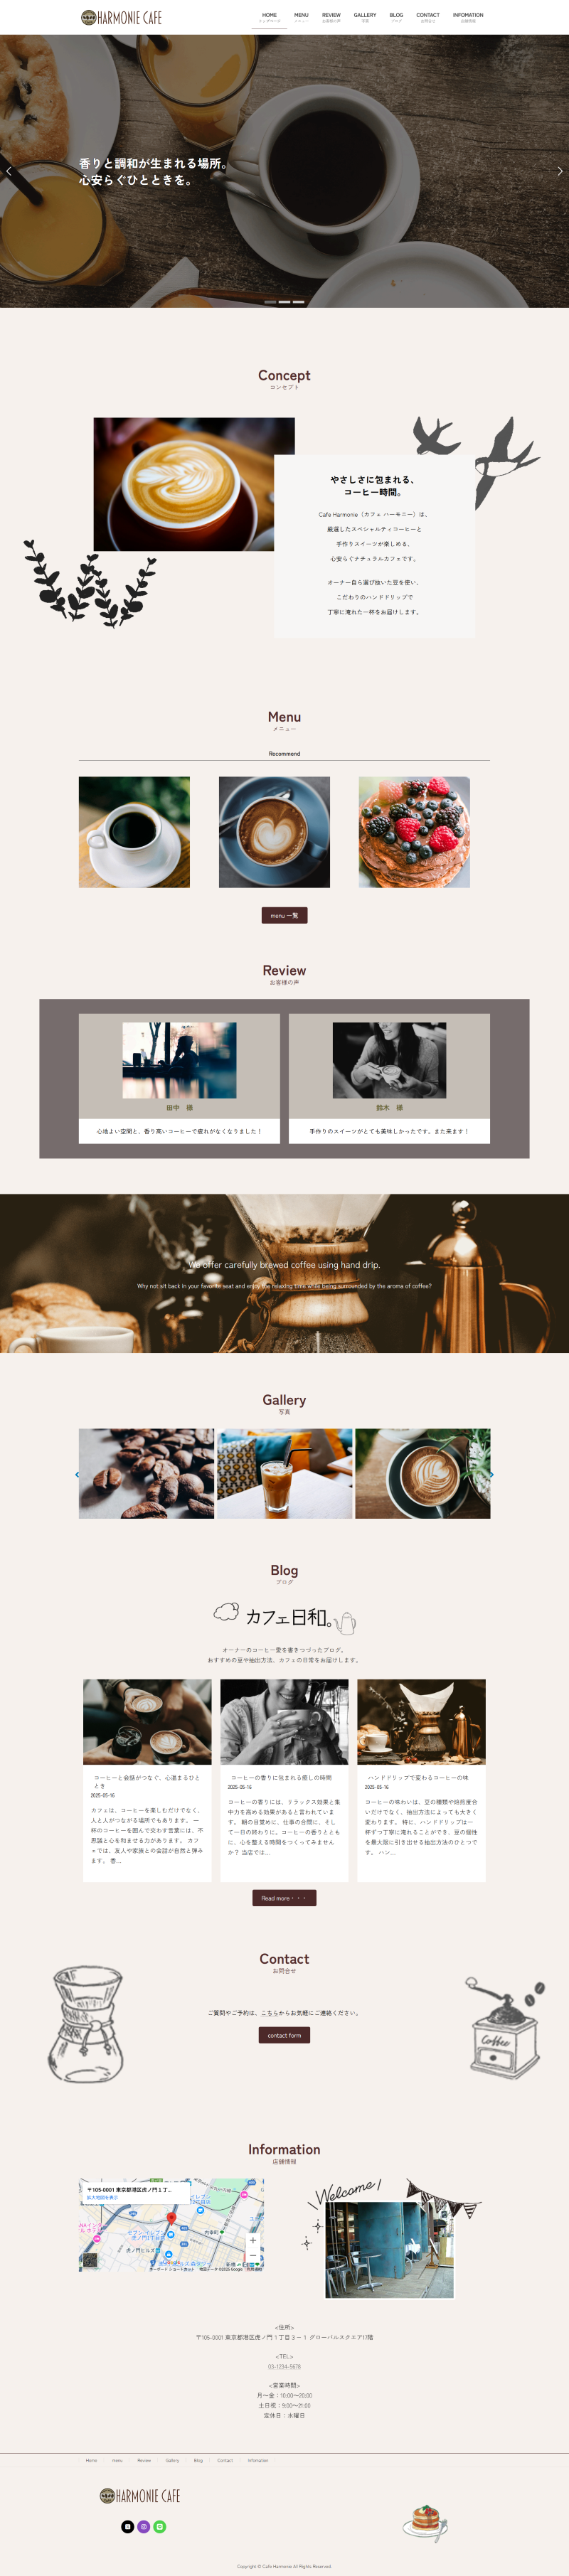 HARMONIE CAFE
HOME MENU REVIEW GALLERY BLOG CONTACT INFOMATION
トップページ メニュー お客様の声 写真 ブログ お問合せ 店舗情報
香りと調和が生まれる場所。
心安らぐひとときを。
Concept
コンセプト
やさしさに包まれる、
コーヒー時間。
Cafe Harmonie（カフェ ハーモニー）は、
厳選したスペシャルティコーヒーと
手作りスイーツが楽しめる、
心安らぐナチュラルカフェです。
オーナー自ら選び抜いた豆を使い、
こだわりのハンドドリップで
丁寧に淹れた一杯をお届けします。
Menu
メニュー
Recommend
menu 一覧
Review
お客様の声
田中　様
心地よい空間と、香り高いコーヒーで疲れがなくなりました！
鈴木　様
手作りのスイーツがとても美味しかったです。また来ます！
We offer carefully brewed coffee using hand drip.
Why not sit back in your favorite seat and enjoy the relaxing time while being surrounded by the aroma of coffee?
Gallery
写真
Blog
ブログ
カフェ日和。
オーナーのコーヒー愛を書きつづったブログ。
おすすめの豆や抽出方法、カフェの日常をお届けします。
コーヒーと会話がつなぐ、心温まるひと
とき
2025-05-16
カフェは、コーヒーを楽しむだけでなく、
人と人がつながる場所でもあります。 一
杯のコーヒーを囲んで交わす言葉には、不
思議と心を和ませる力があります。 カフ
ェでは、友人や家族との会話が自然と弾み
ます。 香...
コーヒーの香りに包まれる癒しの時間
2025-05-16
コーヒーの香りには、リラックス効果と集
中力を高める効果があると言われていま
す。 朝の目覚めに、仕事の合間に、そし
て一日の終わりに。コーヒーの香りととも
に、心を整える時間をつくってみません
か？ 当店では...
ハンドドリップで変わるコーヒーの味
2025-05-16
コーヒーの味わいは、豆の種類や焙煎度合
いだけでなく、抽出方法によっても大きく
変わります。 特に、ハンドドリップは一
杯ずつ丁寧に淹れることができ、豆の個性
を最大限に引き出せる抽出方法のひとつで
す。 ハン...
Read more・・・
Contact
お問合せ
ご質問やご予約は、こちらからお気軽にご連絡ください。
contact form
Coffee
Information
店舗情報
〒105-0001 東京都港区虎ノ門１丁...
拡大地図を表示
Welcome!
<住所>
〒105-0001 東京都港区虎ノ門１丁目３−１ グローバルスクエア13階
<TEL>
03-1234-5678
<営業時間>
月〜金：10:00〜20:00
土日祝：9:00〜21:00
定休日：水曜日
Home menu Review Gallery Blog Contact Infomation
HARMONIE CAFE
Copyright © Cafe Harmonie All Rights Reserved.